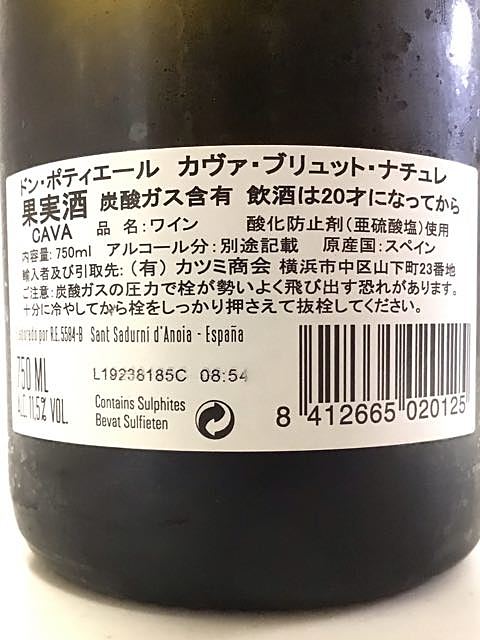 ドン・ポティエール カヴァ・ブリュット・ナチュレ
果実酒 炭酸ガス含有 飲酒は20才になってから
CAVA 品名:ワイン 酸化防止剤(亜硫酸塩)使用
内容量:750ml アルコール分:別途記載 原産国:スペイン
輸入者及び引取先:(有)カツミ商会 横浜市中区山下町23番地
ご注意:炭酸ガスの圧力で栓が勢いよく飛び出す恐れがあります。
十分に冷やしてから栓をしっかり押さえて抜栓してください。
por R.E. 5584-B Sant Sadurní d'Anoia - España
750 ML
L19238185C 08:54
11,5% VOL.
Contains Sulphites
Bevat Sulfieten
8 412665 020125